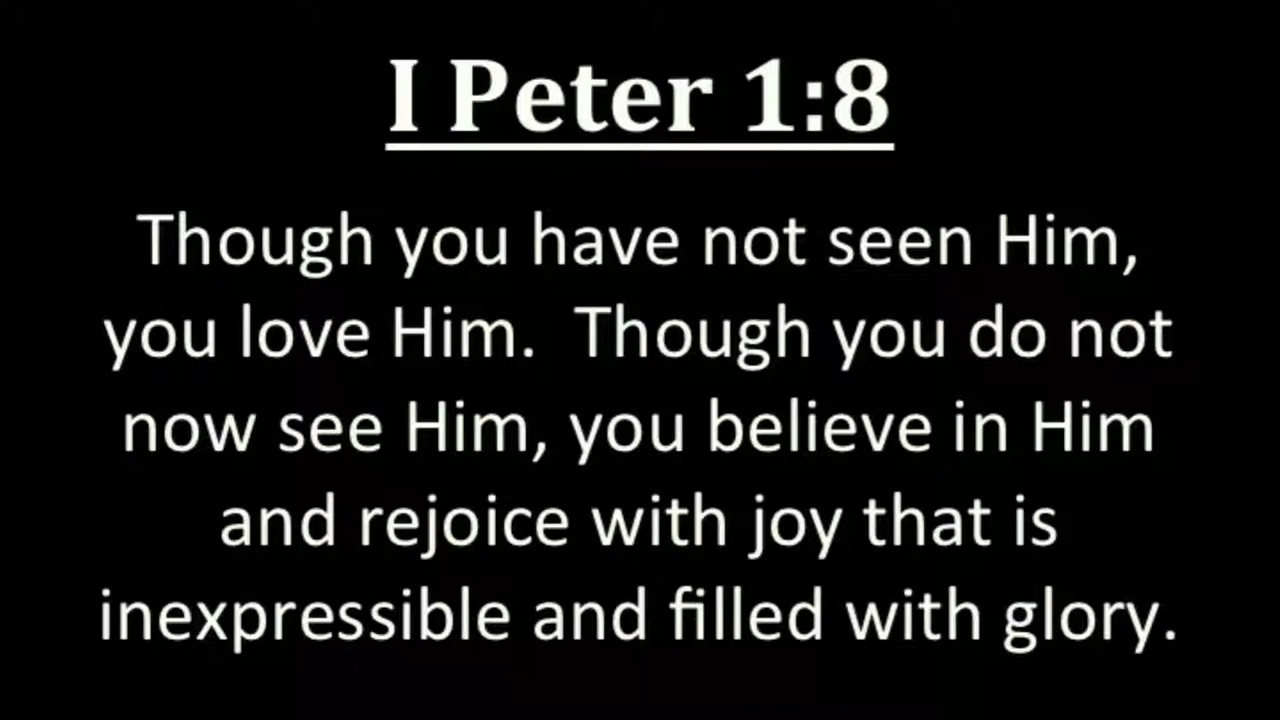 I Peter 1:8
Though you have not seen Him,
you love Him.  Though you do not
now see Him, you believe in Him
and rejoice with joy that is
inexpressible and filled with glory.